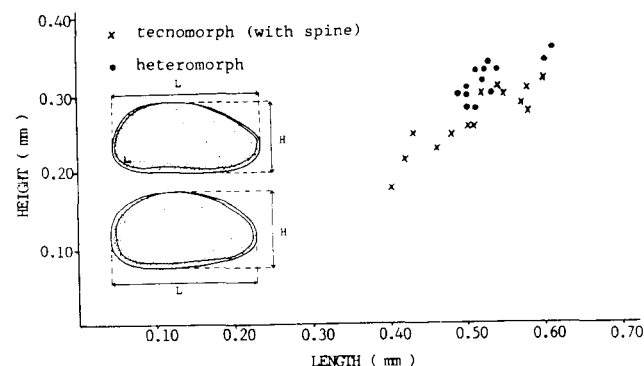 0.40
x tecnomorph (with spine)
• heteromorph
L
H
0.30
0.20
HEIGHT ( mm )
H
0.10
L
0.10 0.20 0.30 0.40 0.50 0.60 0.70
LENGTH ( mm )